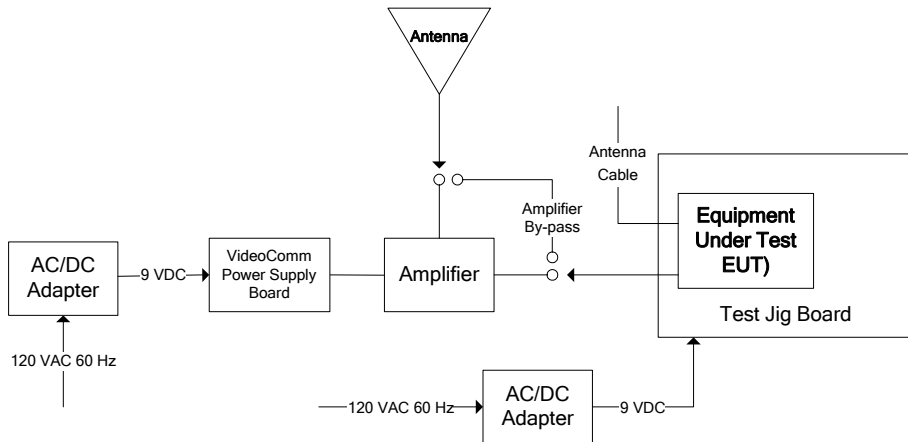 Antenna
Antenna
Cable
Amplifier
By-pass
Equipment
Under Test
EUT)
Test Jig Board
AC/DC
Adapter
9 VDC
VideoComm
Power Supply
Board
Amplifier
120 VAC 60 Hz
120 VAC 60 Hz
AC/DC
Adapter
9 VDC